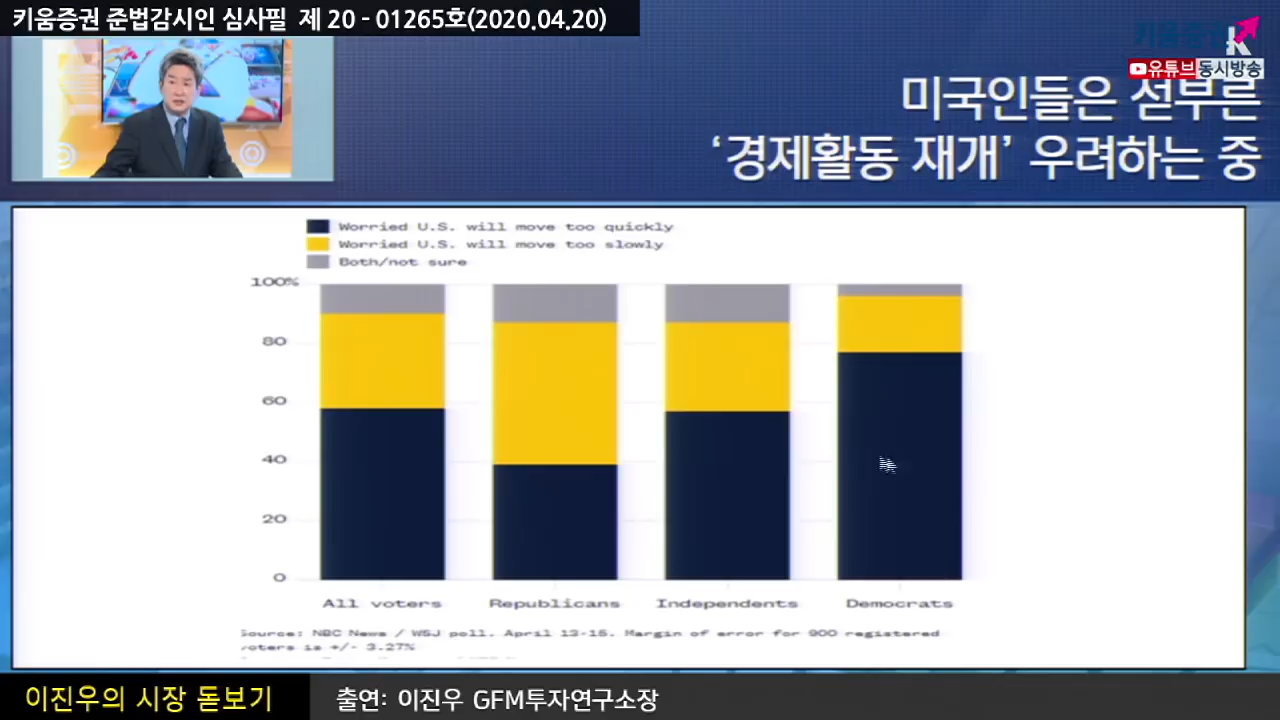 키움증권 준법감시인 심사필 제 20 - 01265호(2020.04.20)
K
유튜브 동시방송
미국인들은 섣부른
‘경제활동 재개’ 우려하는 중
Worried U.S. will move too quickly
Worried U.S. will move too slowly
Both/not sure
100%
80
60
40
20
0
All voters Republicans Independents Democrats
Source: NBC News / WSJ poll. April 13-15. Margin of error for 900 registered
voters is +/- 3.27%
이진우의 시장 돋보기
출연: 이진우 GFM투자연구소장